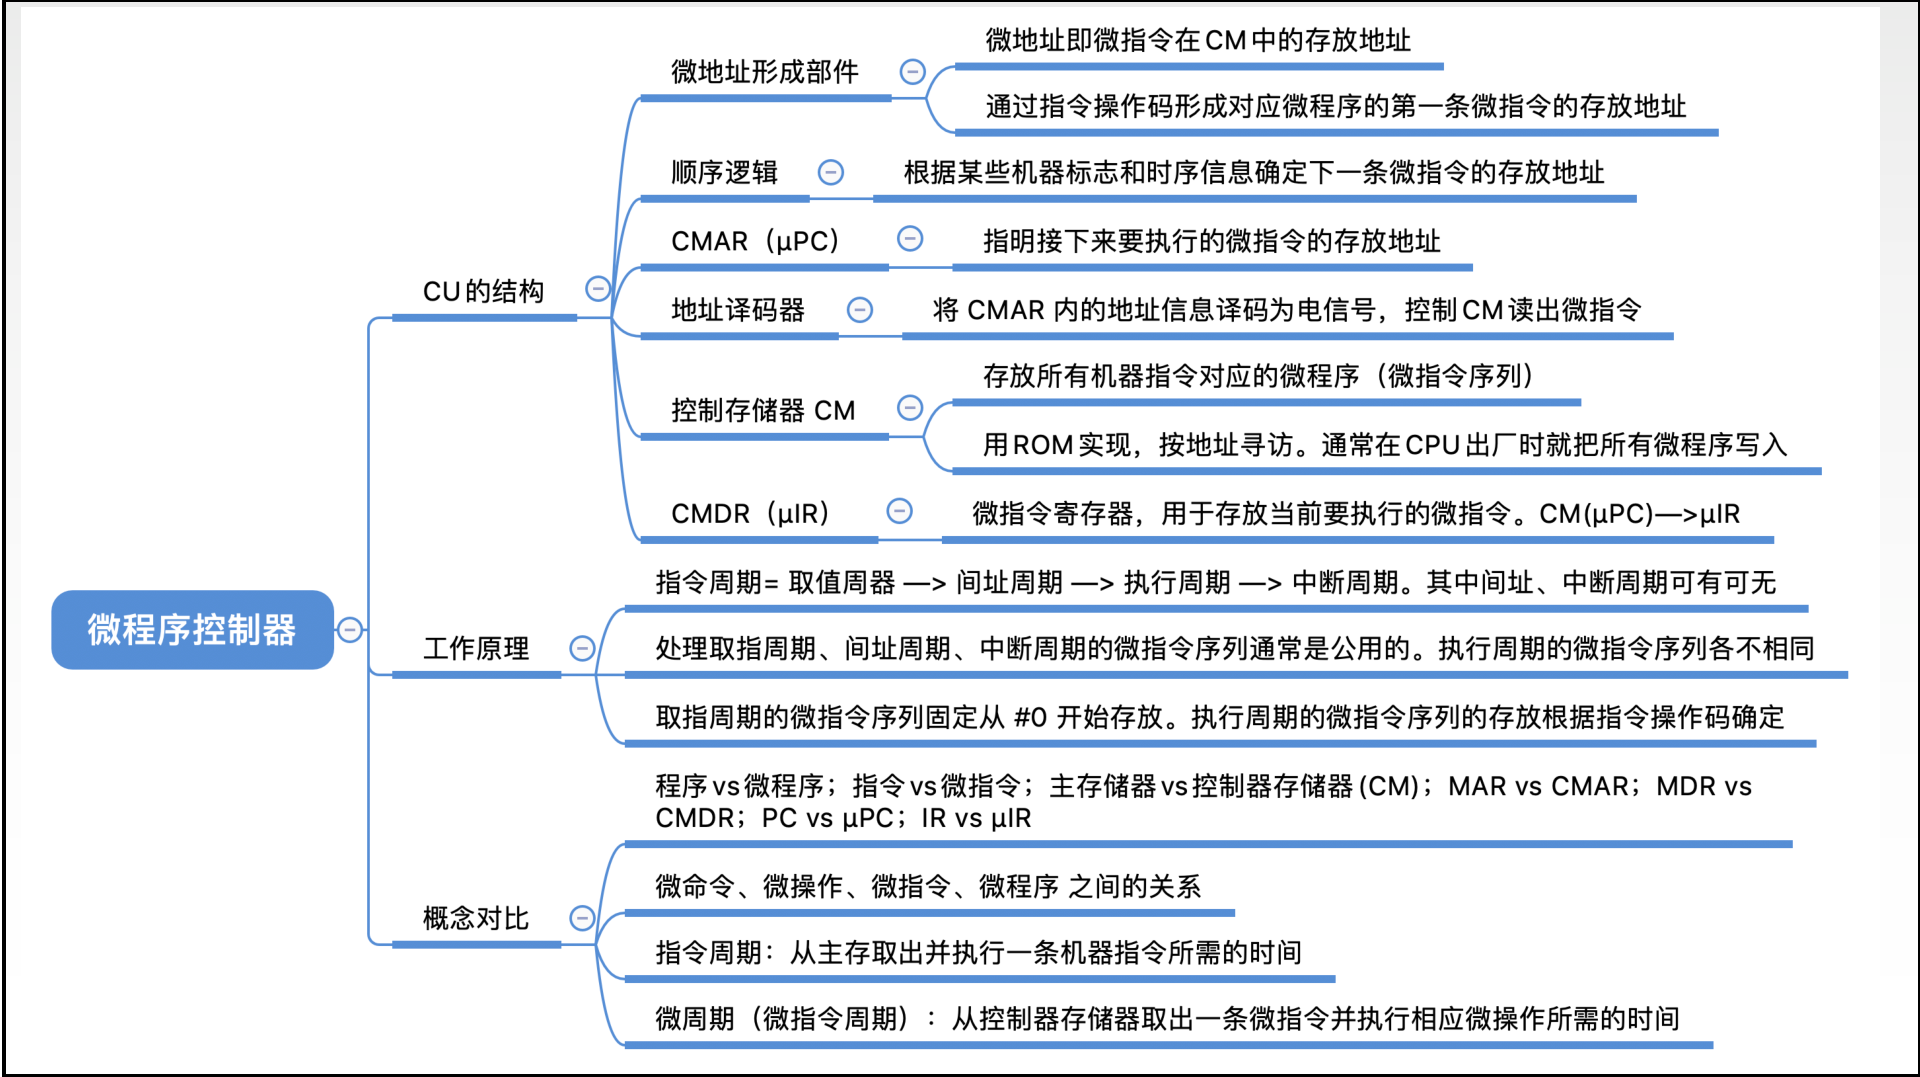 微程序控制器
CU的结构
微地址形成部件
微地址即微指令在CM中的存放地址
通过指令操作码形成对应微程序的第一条微指令的存放地址
顺序逻辑
根据某些机器标志和时序信息确定下一条微指令的存放地址
CMAR（μPC）
指明接下来要执行的微指令的存放地址
地址译码器
将 CMAR 内的地址信息译码为电信号，控制CM读出微指令
控制存储器 CM
存放所有机器指令对应的微程序（微指令序列）
用ROM实现，按地址寻访。通常在CPU出厂时就把所有微程序写入
CMDR（μIR）
微指令寄存器，用于存放当前要执行的微指令。CM(μPC)—>μIR
工作原理
指令周期= 取值周器 —> 间址周期 —> 执行周期 —> 中断周期。其中间址、中断周期可有可无
处理取指周期、间址周期、中断周期的微指令序列通常是公用的。执行周期的微指令序列各不相同
取指周期的微指令序列固定从 #0 开始存放。执行周期的微指令序列的存放根据指令操作码确定
概念对比
程序vs微程序；指令vs微指令；主存储器vs控制器存储器(CM)；MAR vs CMAR；MDR vs
CMDR；PC vs μPC；IR vs μIR
微命令、微操作、微指令、微程序 之间的关系
指令周期：从主存取出并执行一条机器指令所需的时间
微周期（微指令周期）：从控制器存储器取出一条微指令并执行相应微操作所需的时间